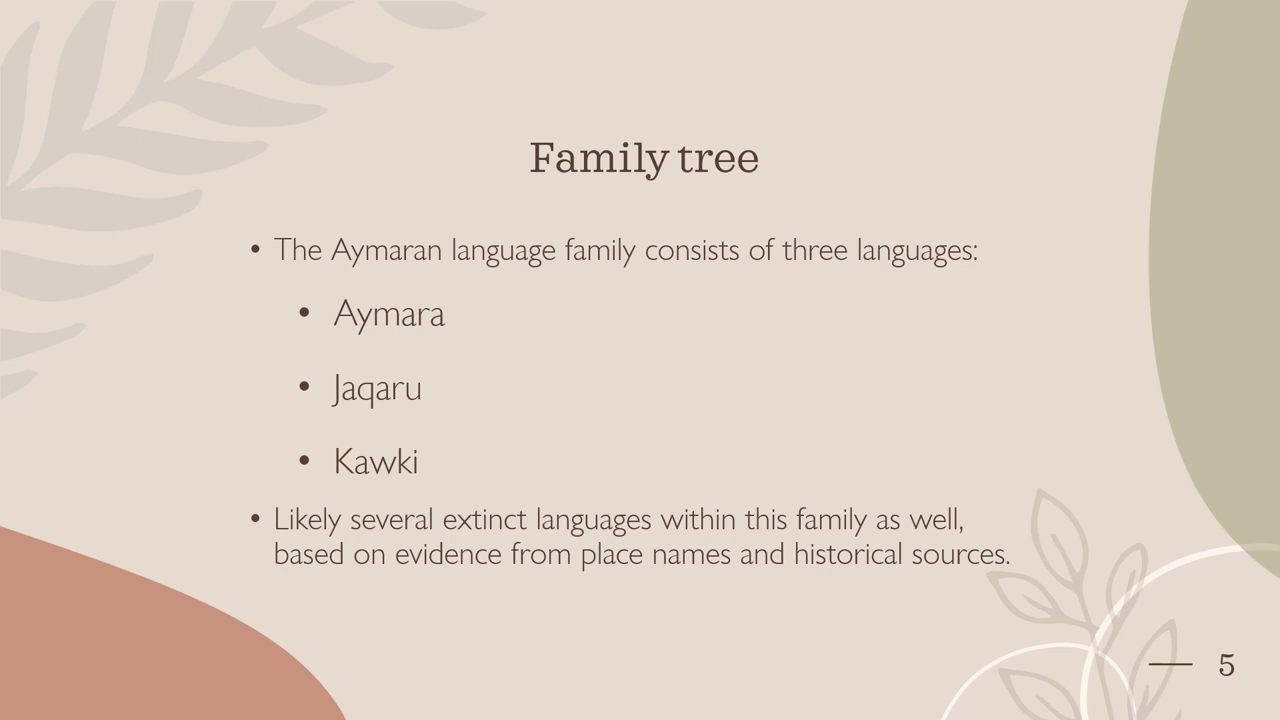 Family tree
• The Aymaran language family consists of three languages:
• Aymara
• Jaqaru
• Kawki
• Likely several extinct languages within this family as well,
based on evidence from place names and historical sources.
5